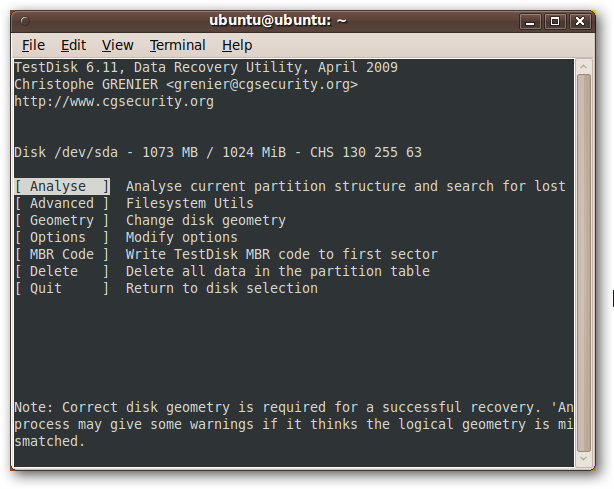 ubuntu@ubuntu: ~
File Edit View Terminal Help
TestDisk 6.11, Data Recovery Utility, April 2009
Christophe GRENIER <grenier@cgsecurity.org>
http://www.cgsecurity.org
Disk /dev/sda - 1073 MB / 1024 MiB - CHS 130 255 63
[ Analyse  ]  Analyse current partition structure and search for lost
[ Advanced ]  Filesystem Utils
[ Geometry ]  Change disk geometry
[ Options  ]  Modify options
[ MBR Code ]  Write TestDisk MBR code to first sector
[ Delete   ]  Delete all data in the partition table
[ Quit     ]  Return to disk selection
Note: Correct disk geometry is required for a successful recovery. 'An
process may give some warnings if it thinks the logical geometry is mi
smatched.